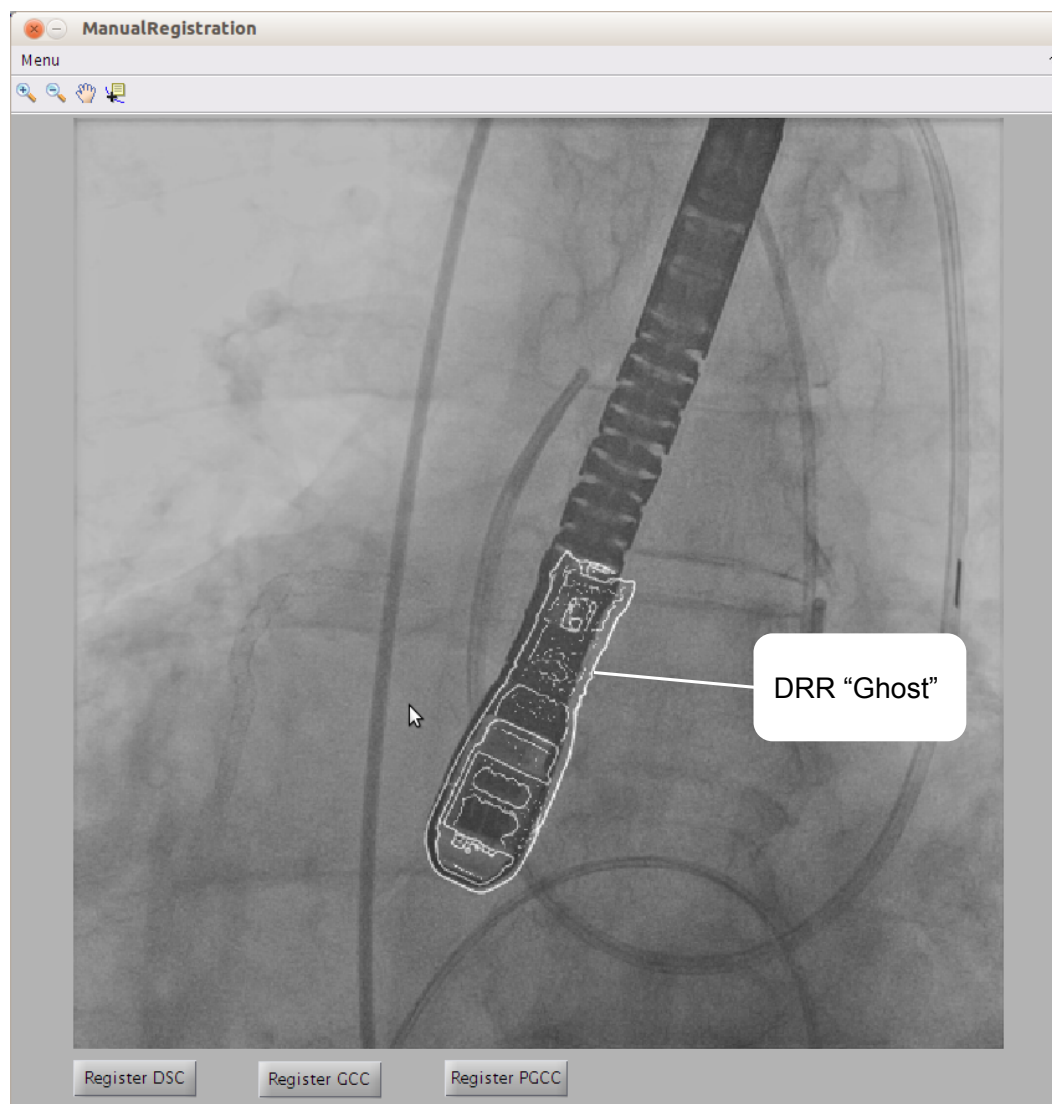 ManualRegistration
Menu
DRR “Ghost”
Register DSC
Register GCC
Register PGCC